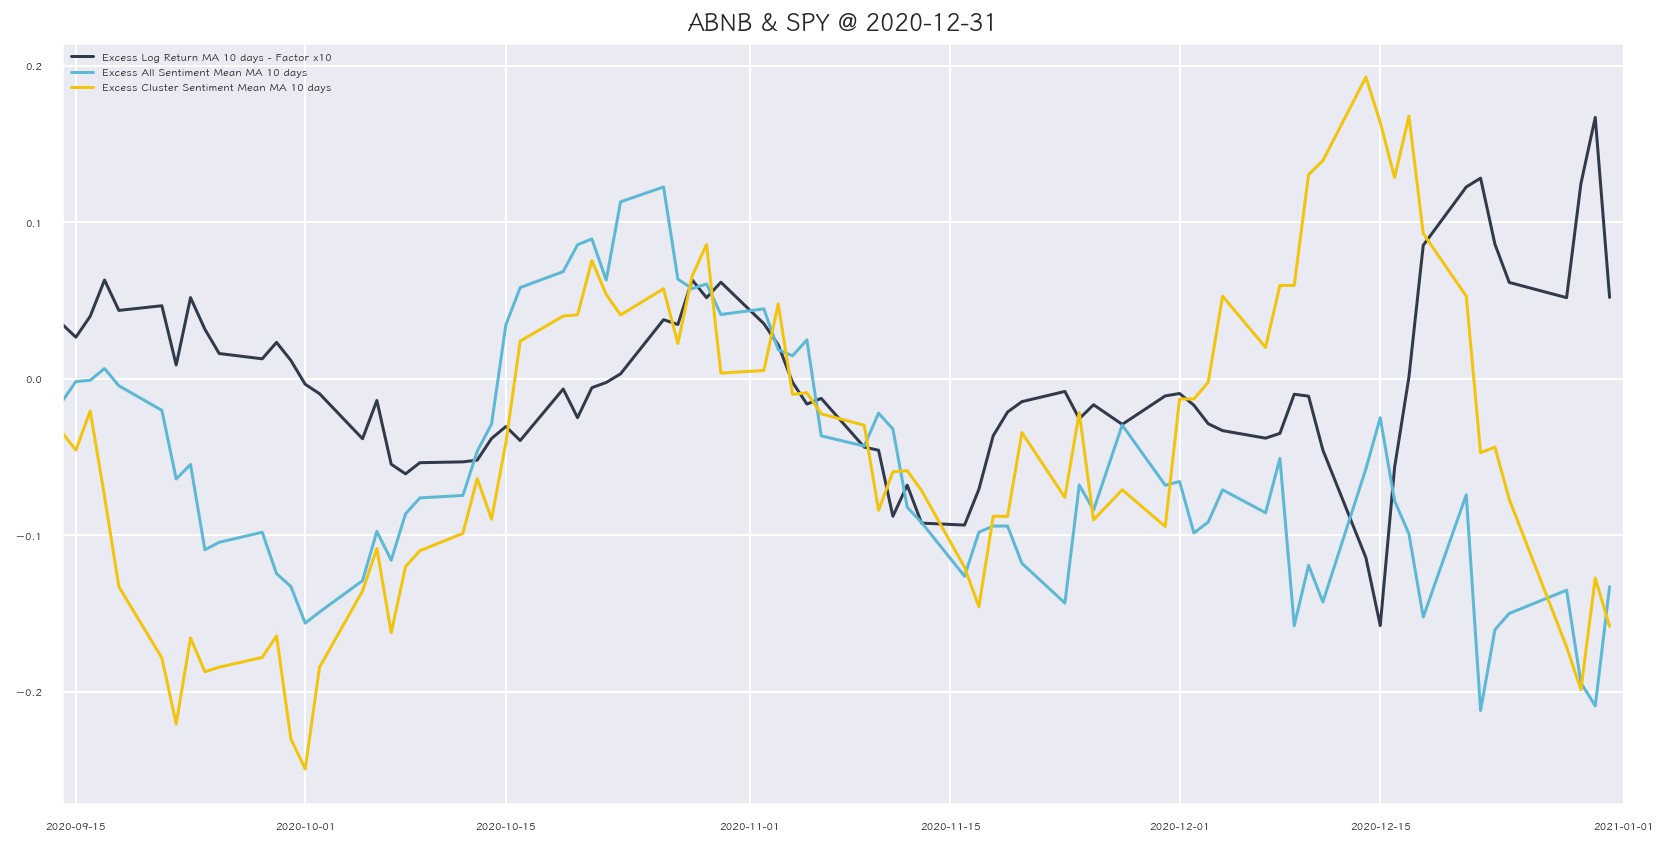 ABNB & SPY @ 2020-12-31
Excess Log Return MA 10 days - Factor x10
Excess All Sentiment Mean MA 10 days
Excess Cluster Sentiment Mean MA 10 days
0.2
0.1
0.0
−0.1
−0.2
2020-09-15 2020-10-01 2020-10-15 2020-11-01 2020-11-15 2020-12-01 2020-12-15 2021-01-01